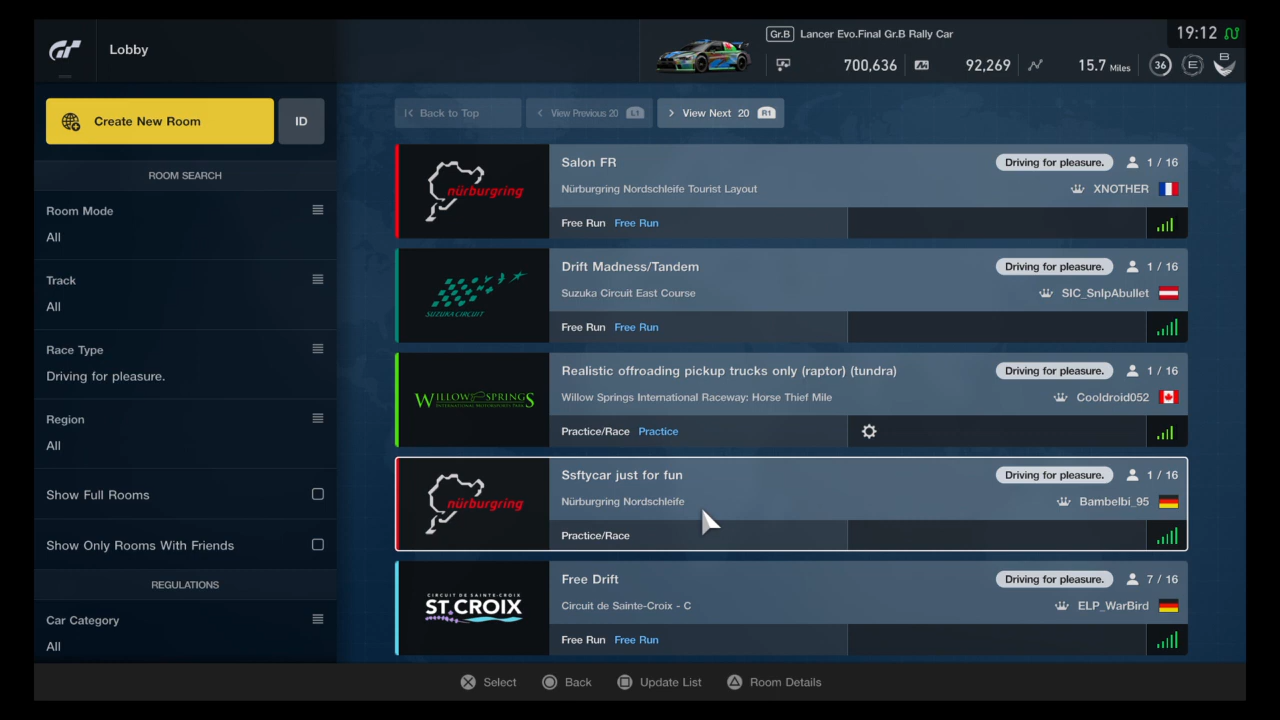 GT
Lobby
Gr.B Lancer Evo.Final Gr.B Rally Car
19:12
700,636 92,269 15.7 Miles 36 E B
Create New Room ID
Back to Top View Previous 20 L1 View Next 20 R1
ROOM SEARCH
Room Mode
All
Track
All
Race Type
Driving for pleasure.
Region
All
Show Full Rooms
Show Only Rooms With Friends
REGULATIONS
Car Category
All
nürburgring
Salon FR Driving for pleasure. 1 / 16
Nürburgring Nordschleife Tourist Layout XNOTHER
Free Run Free Run
SUZUKA CIRCUIT
Drift Madness/Tandem Driving for pleasure. 1 / 16
Suzuka Circuit East Course SIC_SnIpAbullet
Free Run Free Run
WILLOW SPRINGS
INTERNATIONAL MOTORSPORTS PARK
Realistic offroading pickup trucks only (raptor) (tundra) Driving for pleasure. 1 / 16
Willow Springs International Raceway: Horse Thief Mile Cooldroid052
Practice/Race Practice
nürburgring
Ssftycar just for fun Driving for pleasure. 1 / 16
Nürburgring Nordschleife Bambelbi_95
Practice/Race
CIRCUIT DE SAINTE-CROIX
ST.CROIX
Free Drift Driving for pleasure. 7 / 16
Circuit de Sainte-Croix - C ELP_WarBird
Free Run Free Run
Select Back Update List Room Details